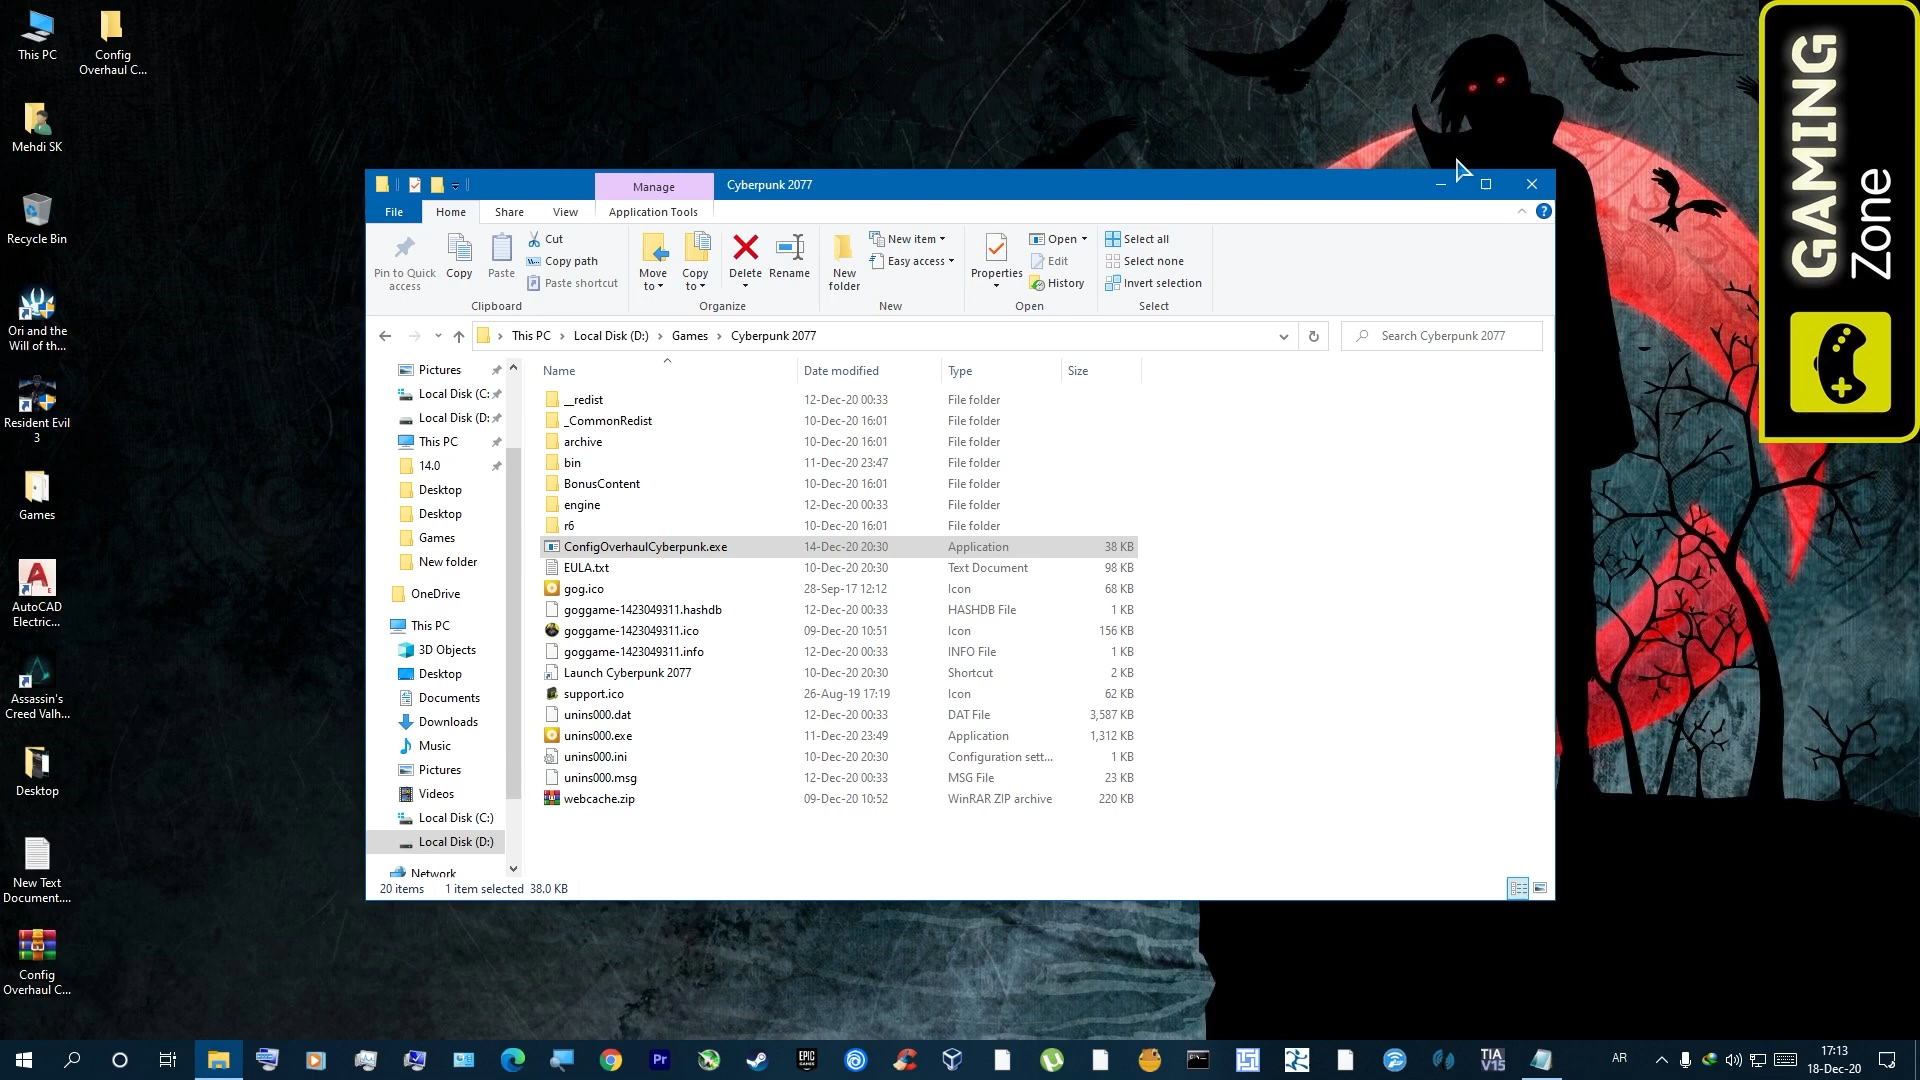 This PC
Config
Overhaul C...
Mehdi SK
Recycle Bin
Ori and the
Will of th...
Resident Evil
3
Games
AutoCAD
Electric...
Assassin's
Creed Valh...
Desktop
New Text
Document....
Config
Overhaul C...
Manage
Cyberpunk 2077
File
Home
Share
View
Application Tools
Pin to Quick
access
Copy
Paste
Cut
Copy path
Paste shortcut
Clipboard
Move
to
Copy
to
Delete
Rename
Organize
New
folder
New item
Easy access
New
Properties
Open
Edit
History
Open
Select all
Select none
Invert selection
Select
This PC > Local Disk (D:) > Games > Cyberpunk 2077
Search Cyberpunk 2077
Pictures
Local Disk (C:
Local Disk (D:
This PC
14.0
Desktop
Desktop
Games
New folder
OneDrive
This PC
3D Objects
Desktop
Documents
Downloads
Music
Pictures
Videos
Local Disk (C:)
Local Disk (D:)
Network
Name Date modified Type Size
__redist 12-Dec-20 00:33 File folder
_CommonRedist 10-Dec-20 16:01 File folder
archive 10-Dec-20 16:01 File folder
bin 11-Dec-20 23:47 File folder
BonusContent 10-Dec-20 16:01 File folder
engine 12-Dec-20 00:33 File folder
r6 10-Dec-20 16:01 File folder
ConfigOverhaulCyberpunk.exe 14-Dec-20 20:30 Application 38 KB
EULA.txt 10-Dec-20 20:30 Text Document 98 KB
gog.ico 28-Sep-17 12:12 Icon 68 KB
goggame-1423049311.hashdb 12-Dec-20 00:33 HASHDB File 1 KB
goggame-1423049311.ico 09-Dec-20 10:51 Icon 156 KB
goggame-1423049311.info 12-Dec-20 00:33 INFO File 1 KB
Launch Cyberpunk 2077 10-Dec-20 20:30 Shortcut 2 KB
support.ico 26-Aug-19 17:19 Icon 62 KB
unins000.dat 12-Dec-20 00:33 DAT File 3,587 KB
unins000.exe 11-Dec-20 23:49 Application 1,312 KB
unins000.ini 10-Dec-20 20:30 Configuration sett... 1 KB
unins000.msg 12-Dec-20 00:33 MSG File 23 KB
webcache.zip 09-Dec-20 10:52 WinRAR ZIP archive 220 KB
20 items 1 item selected 38.0 KB
GAMING
Zone
Pr
EPIC
GAMES
TIA
V15
AR
17:13
18-Dec-20